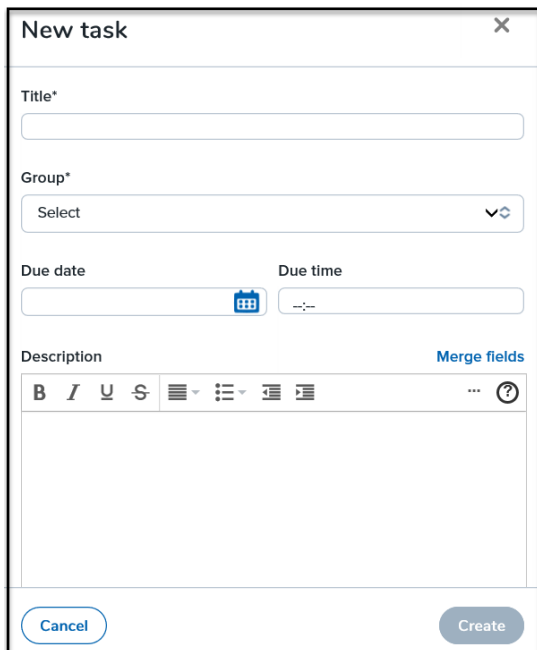 New task
Title*
Group*
Select
Due date Due time
--:--
Description Merge fields
B I U S ... ?
Cancel Create